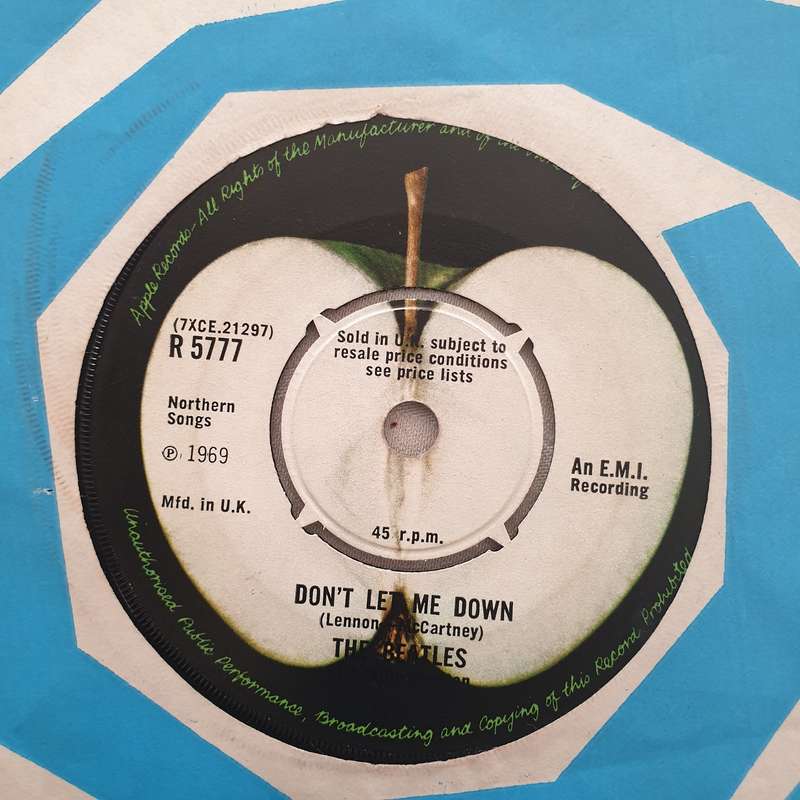 Apple Records-All Rights of the Manufacturer and of the
(7XCE.21297)
R 5777
Northern
Songs
℗ 1969
Mfd. in U.K.
Sold in U.K. subject to
resale price conditions
see price lists
An E.M.I.
Recording
45 r.p.m.
DON'T LET ME DOWN
(Lennon McCartney)
THE BEATLES
Unauthorised Public Performance, Broadcasting and Copying of this Record Prohibited